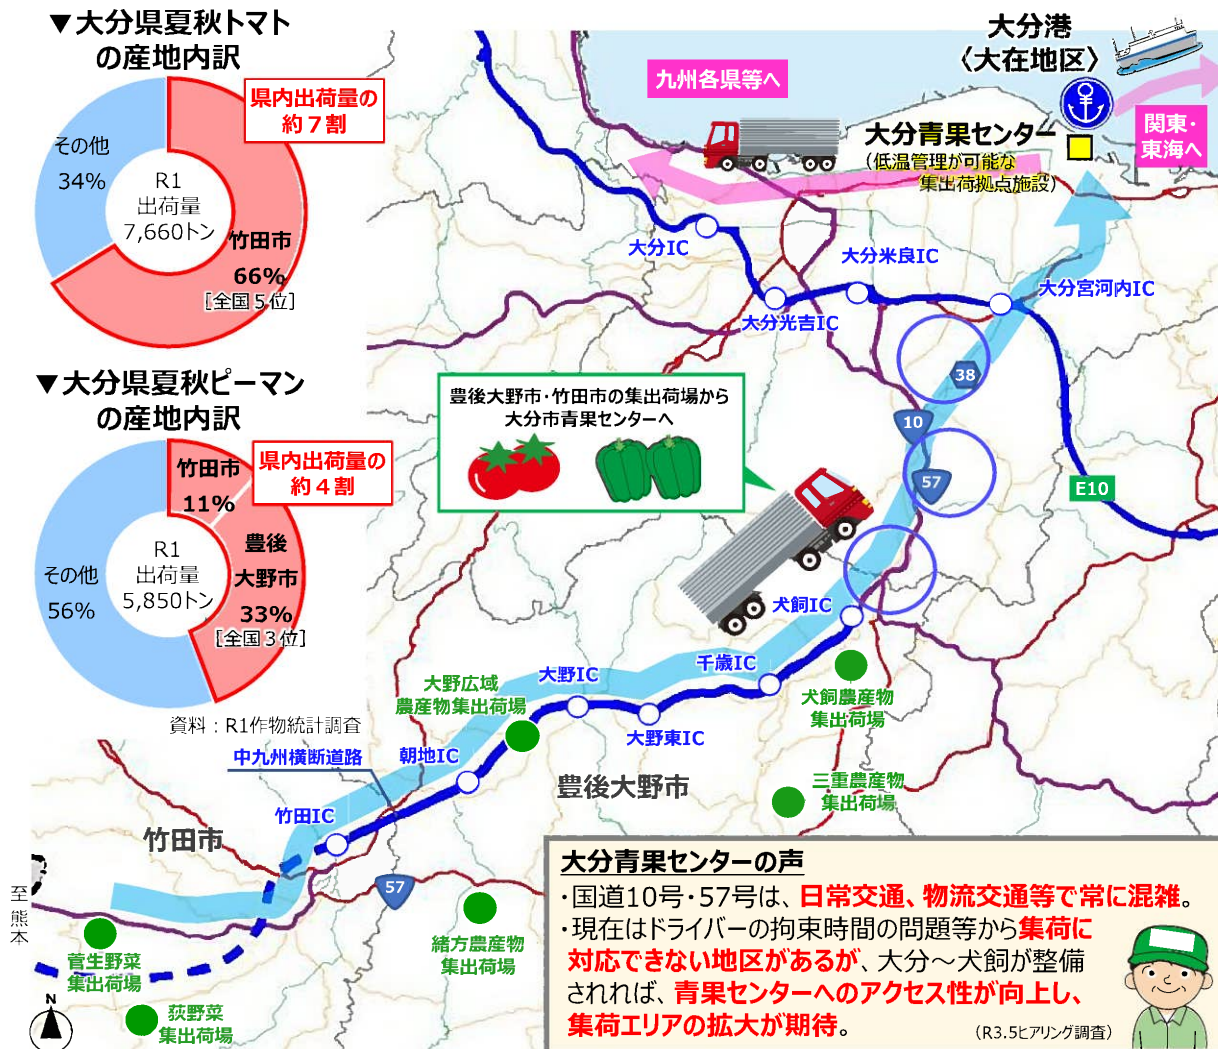 ▼大分県夏秋トマト
の産地内訳
県内出荷量の
約7割
その他
34%
R1
出荷量
7,660トン
竹田市
66%
[全国5位]
▼大分県夏秋ピーマン
の産地内訳
県内出荷量の
約4割
竹田市
11%
豊後
大野市
33%
[全国3位]
その他
56%
R1
出荷量
5,850トン
資料：R1作物統計調査
大分港
〈大在地区〉
九州各県等へ
関東・
東海へ
大分青果センター
（低温管理が可能な
集出荷拠点施設）
大分IC
大分米良IC
大分光吉IC
大分宮河内IC
豊後大野市・竹田市の集出荷場から
大分市青果センターへ
38
10
57
E10
犬飼IC
千歳IC
大野IC
大野東IC
大野広域
農産物集出荷場
犬飼農産物
集出荷場
中九州横断道路
朝地IC
豊後大野市
三重農産物
集出荷場
竹田IC
竹田市
57
至熊本
菅生野菜
集出荷場
緒方農産物
集出荷場
荻野菜
集出荷場
N
大分青果センターの声
・国道10号・57号は、日常交通、物流交通等で常に混雑。
・現在はドライバーの拘束時間の問題等から集荷に
対応できない地区があるが、大分～犬飼が整備
されれば、青果センターへのアクセス性が向上し、
集荷エリアの拡大が期待。
（R3.5ヒアリング調査）